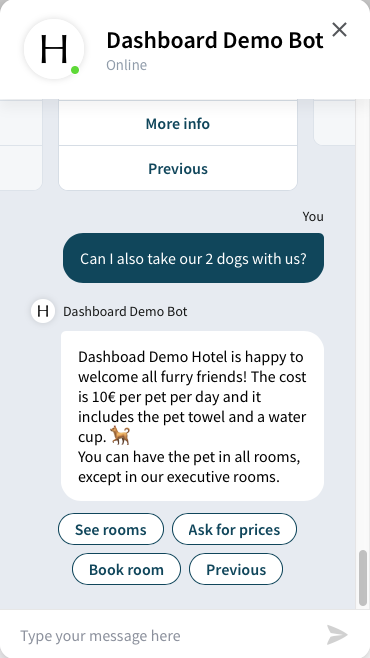 H
Dashboard Demo Bot
Online
More info
Previous
You
Can I also take our 2 dogs with us?
H
Dashboard Demo Bot
Dashboad Demo Hotel is happy to
welcome all furry friends! The cost
is 10€ per pet per day and it
includes the pet towel and a water
cup. 🐕
You can have the pet in all rooms,
except in our executive rooms.
See rooms
Ask for prices
Book room
Previous
Type your message here